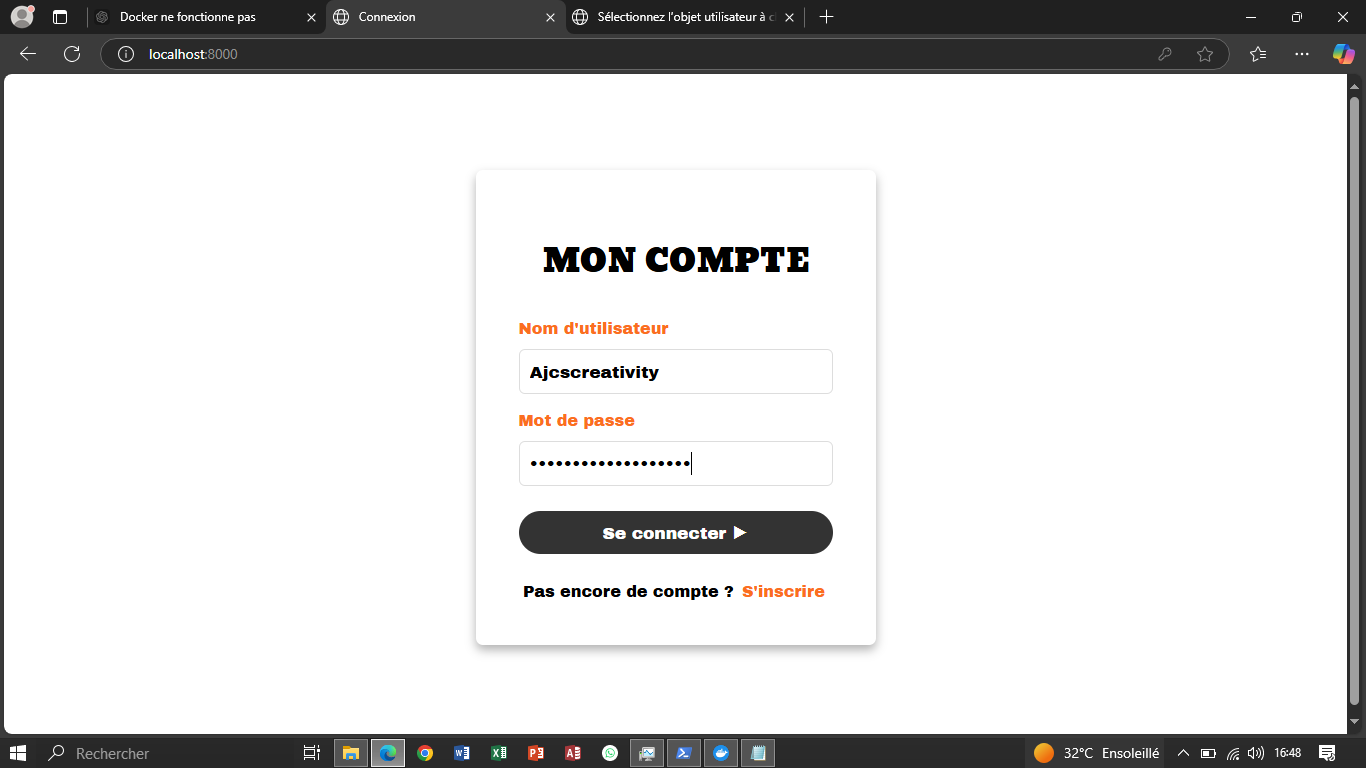 Docker ne fonctionne pas
Connexion
Sélectionnez l'objet utilisateur à
localhost:8000
MON COMPTE
Nom d'utilisateur
Ajcscreativity
Mot de passe
•••••••••••••••••••
Se connecter ▶
Pas encore de compte ? S'inscrire
Rechercher
32°C Ensoleillé
16:48